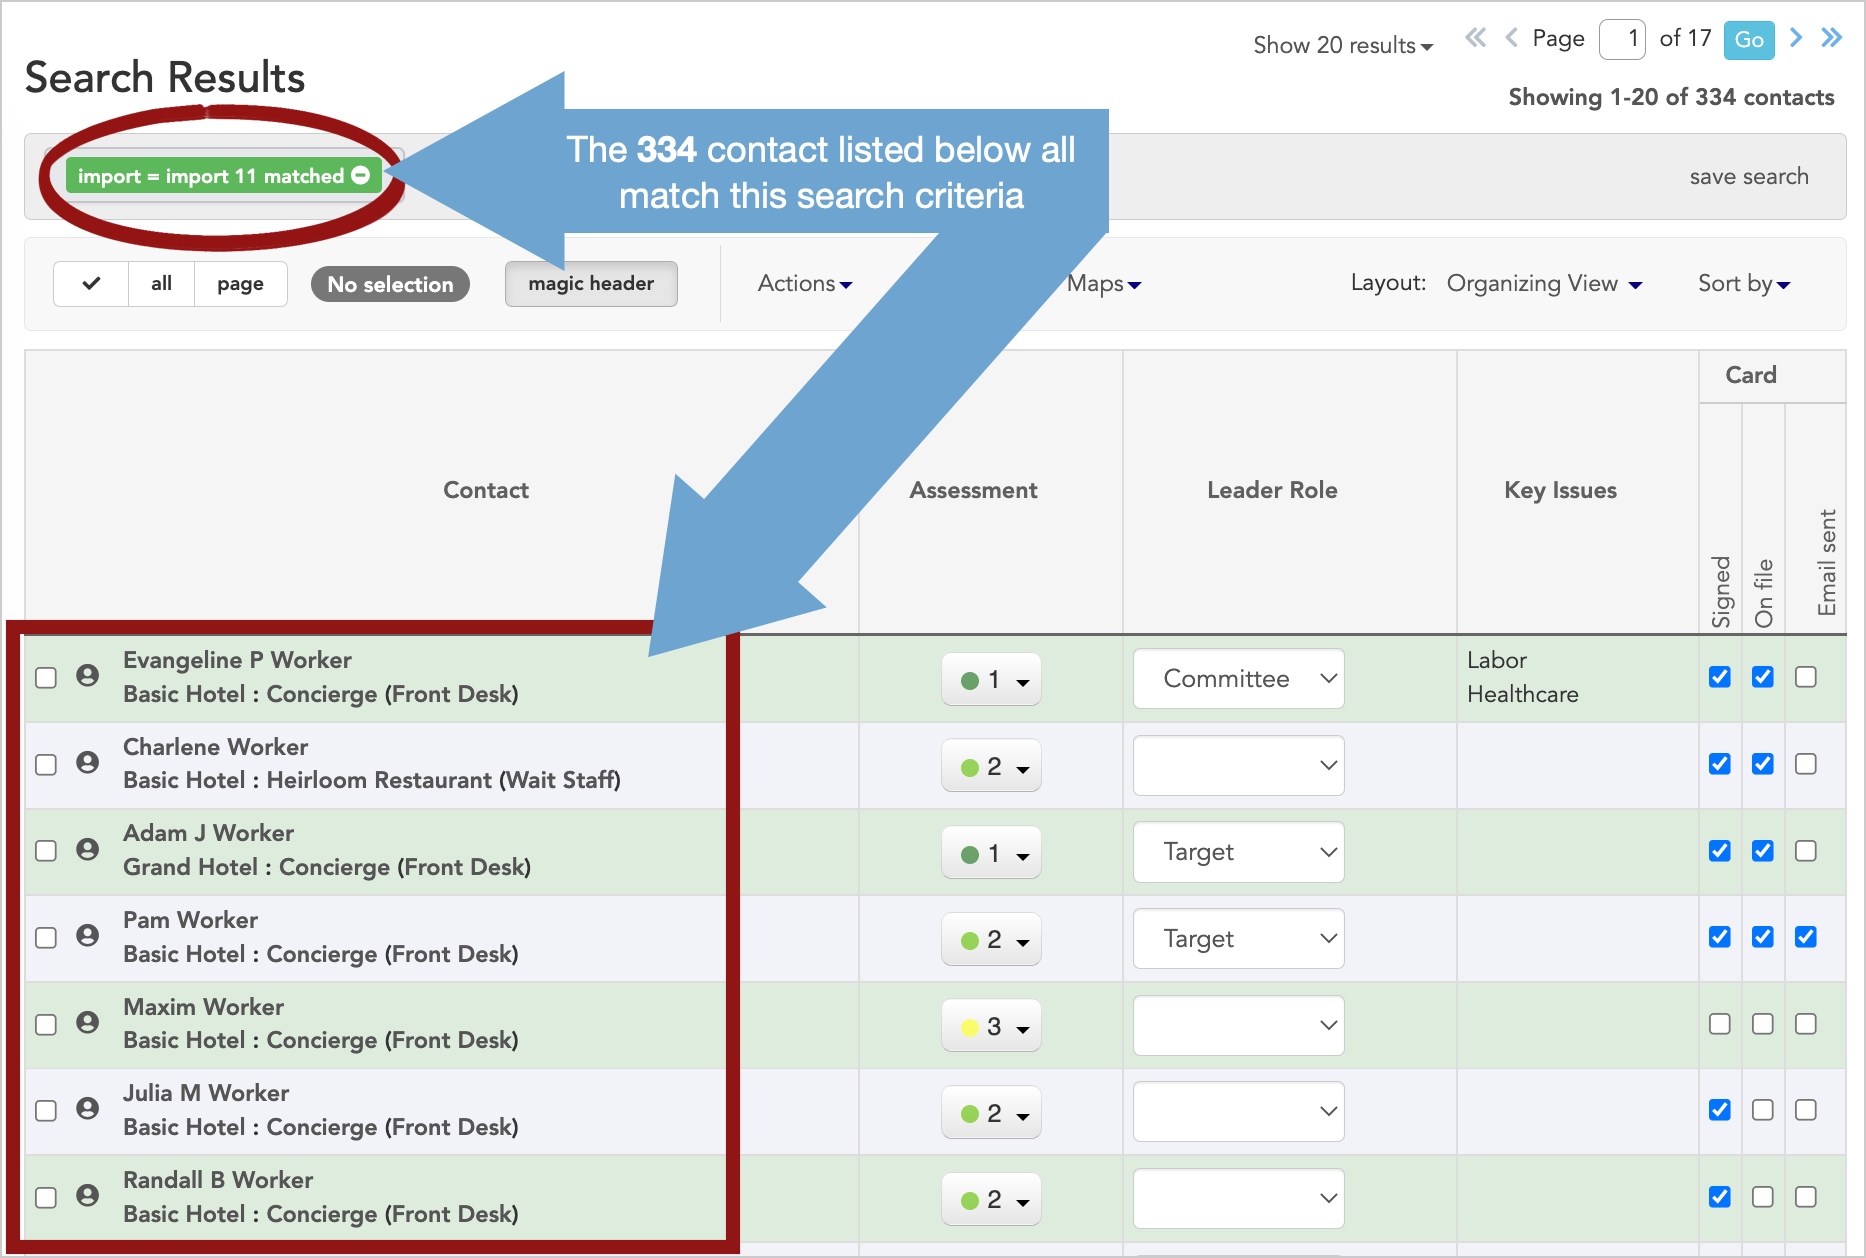 Show 20 results
Page 1 of 17 Go
Search Results
Showing 1-20 of 334 contacts
import = import 11 matched
The 334 contact listed below all
match this search criteria
save search
all page No selection magic header Actions Maps Layout: Organizing View Sort by
Card
Contact Assessment Leader Role Key Issues
Signed
On file
Email sent
Evangeline P Worker
Basic Hotel : Concierge (Front Desk)
1 Committee
Labor
Healthcare
Charlene Worker
Basic Hotel : Heirloom Restaurant (Wait Staff)
2
Adam J Worker
Grand Hotel : Concierge (Front Desk)
1 Target
Pam Worker
Basic Hotel : Concierge (Front Desk)
2 Target
Maxim Worker
Basic Hotel : Concierge (Front Desk)
3
Julia M Worker
Basic Hotel : Concierge (Front Desk)
2
Randall B Worker
Basic Hotel : Concierge (Front Desk)
2